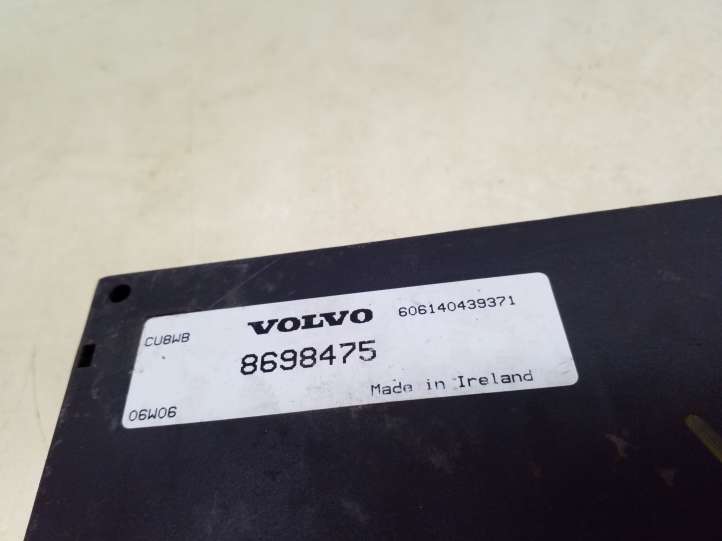 CU8WB VOLVO 606140439371
8698475
Made in Ireland
06W06